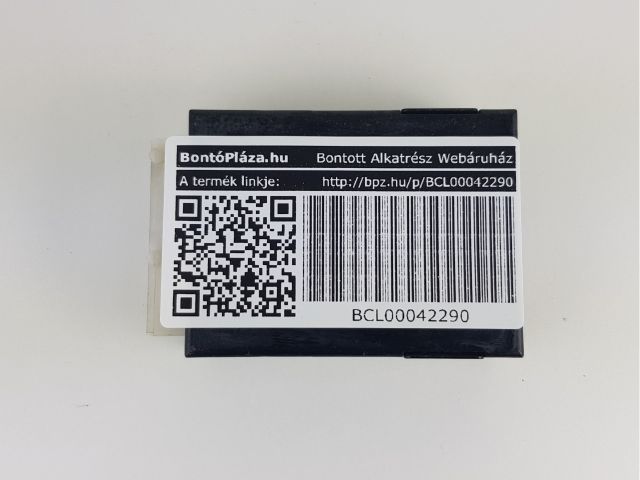 BontóPláza.hu Bontott Alkatrész Webáruház
A termék linkje: http://bpz.hu/p/BCL00042290
BCL00042290